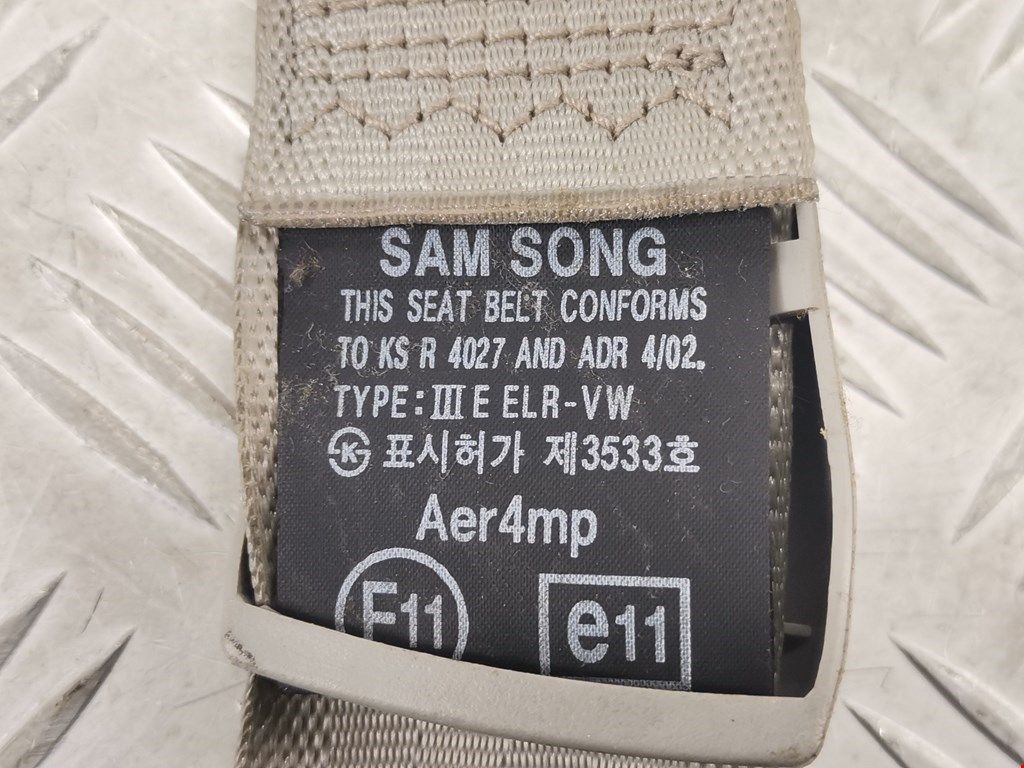 SAM SONG
THIS SEAT BELT CONFORMS
TO KS R 4027 AND ADR 4/02.
TYPE:ⅢE ELR-VW
Ⓚ 표시허가 제3533호
Aer4mp
E11 e11